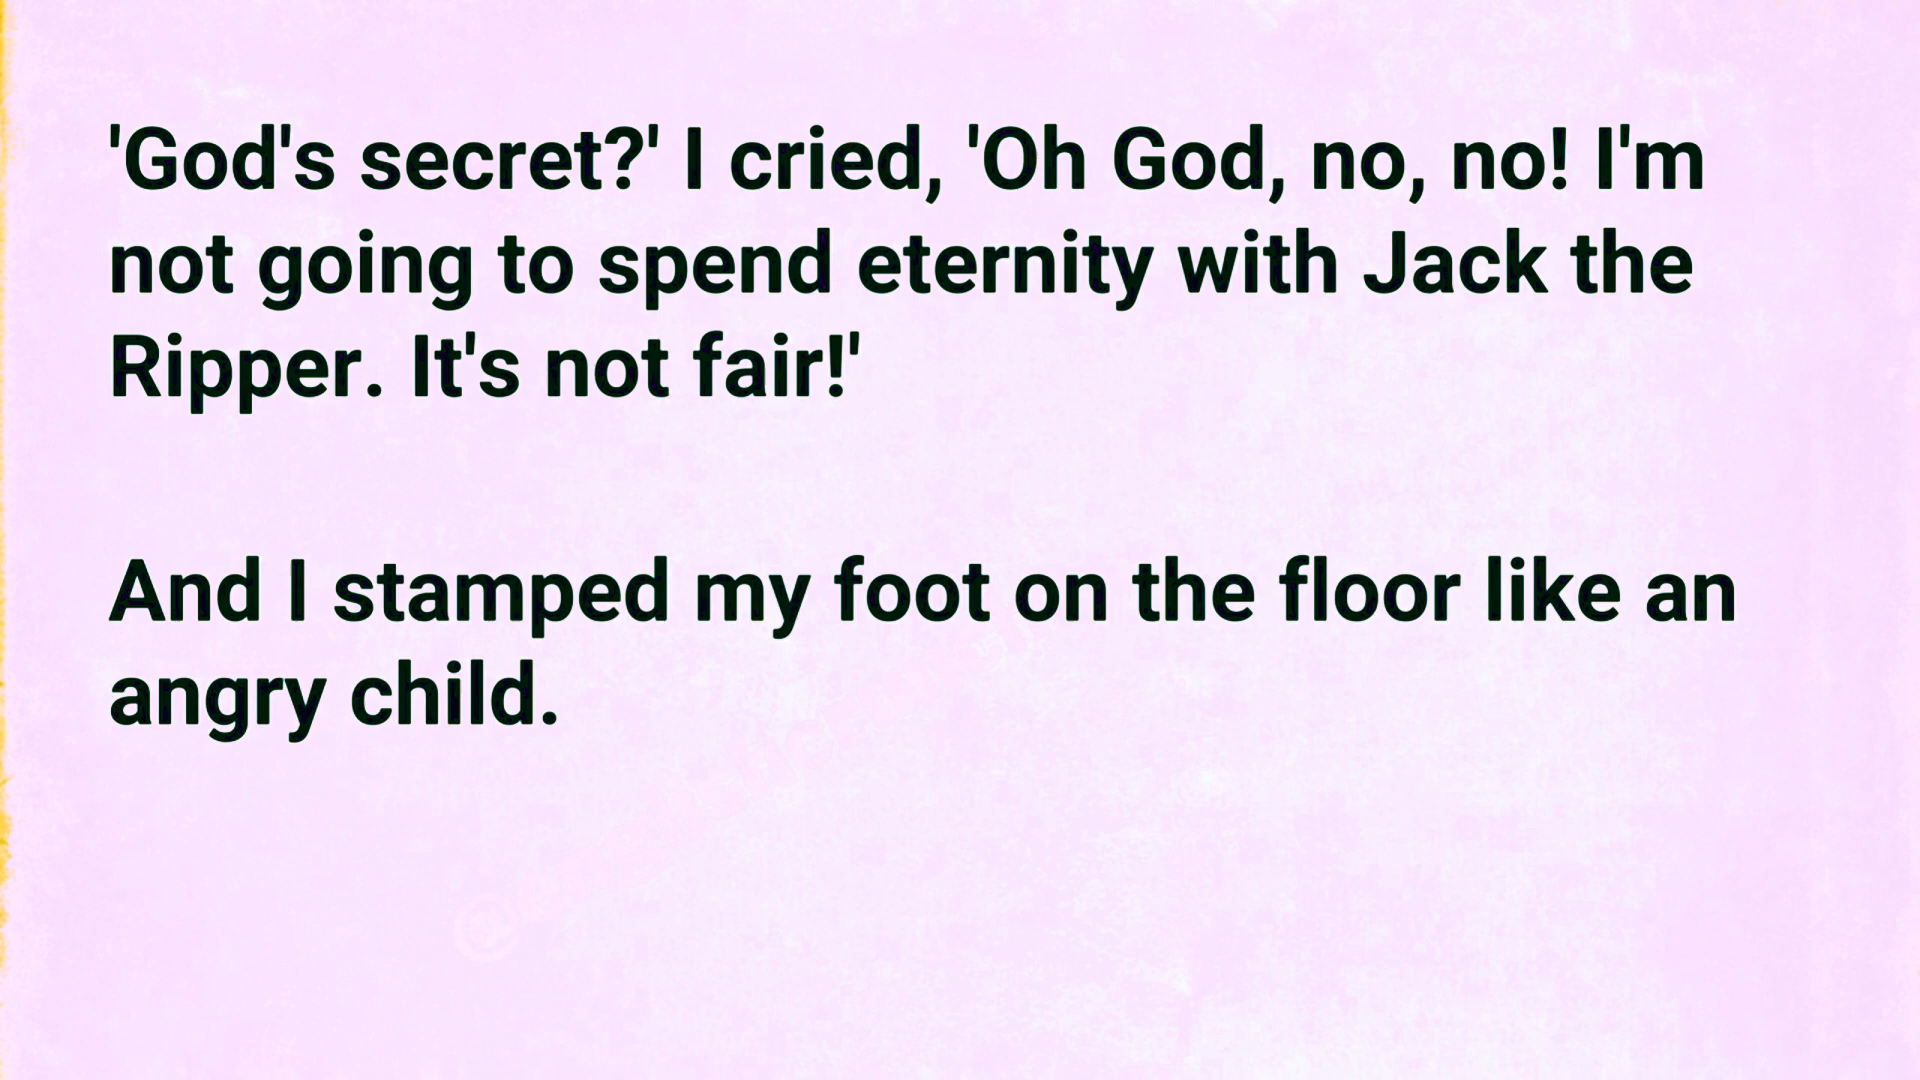 'God's secret?' I cried, 'Oh God, no, no! I'm
not going to spend eternity with Jack the
Ripper. It's not fair!'
And I stamped my foot on the floor like an
angry child.